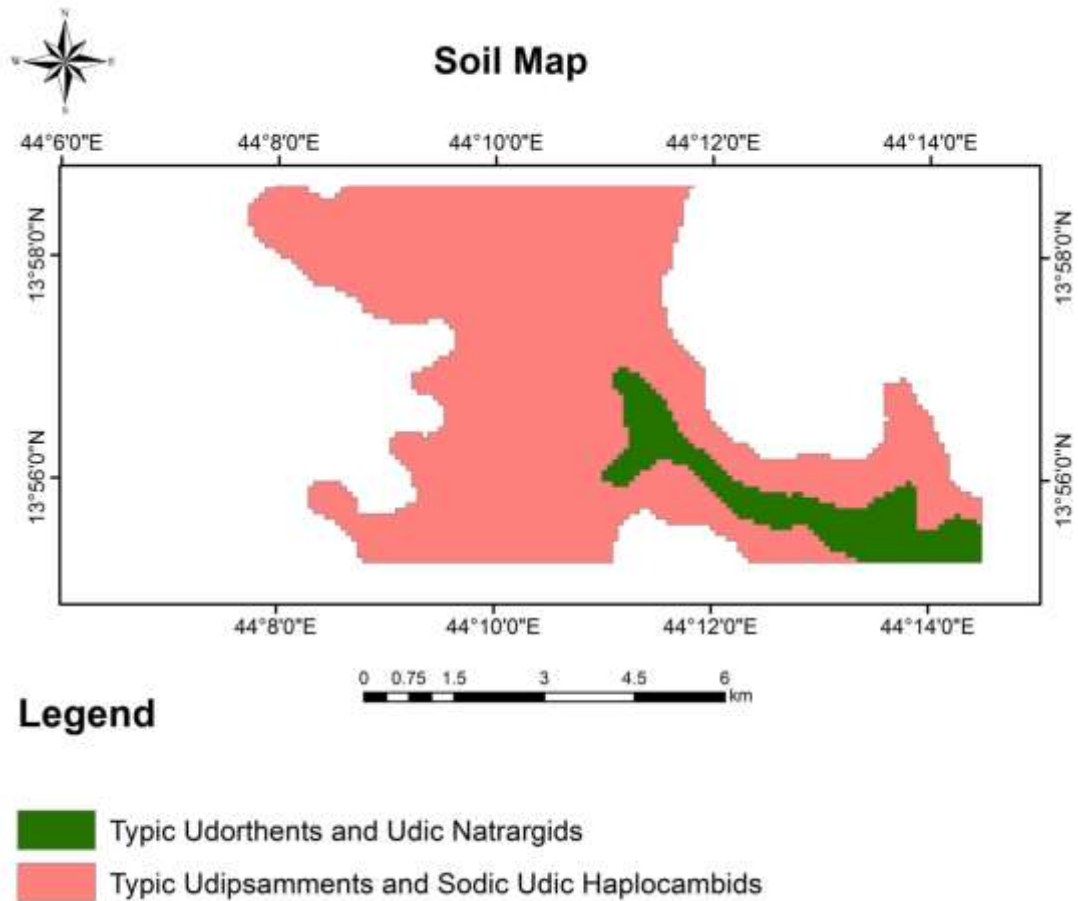 N
W E
S
Soil Map
44°6'0"E 44°8'0"E 44°10'0"E 44°12'0"E 44°14'0"E
13°58'0"N 13°58'0"N
13°56'0"N 13°56'0"N
44°8'0"E 44°10'0"E 44°12'0"E 44°14'0"E
0 0.75 1.5 3 4.5 6
km
Legend
Typic Udorthents and Udic Natrargids
Typic Udipsamments and Sodic Udic Haplocambids